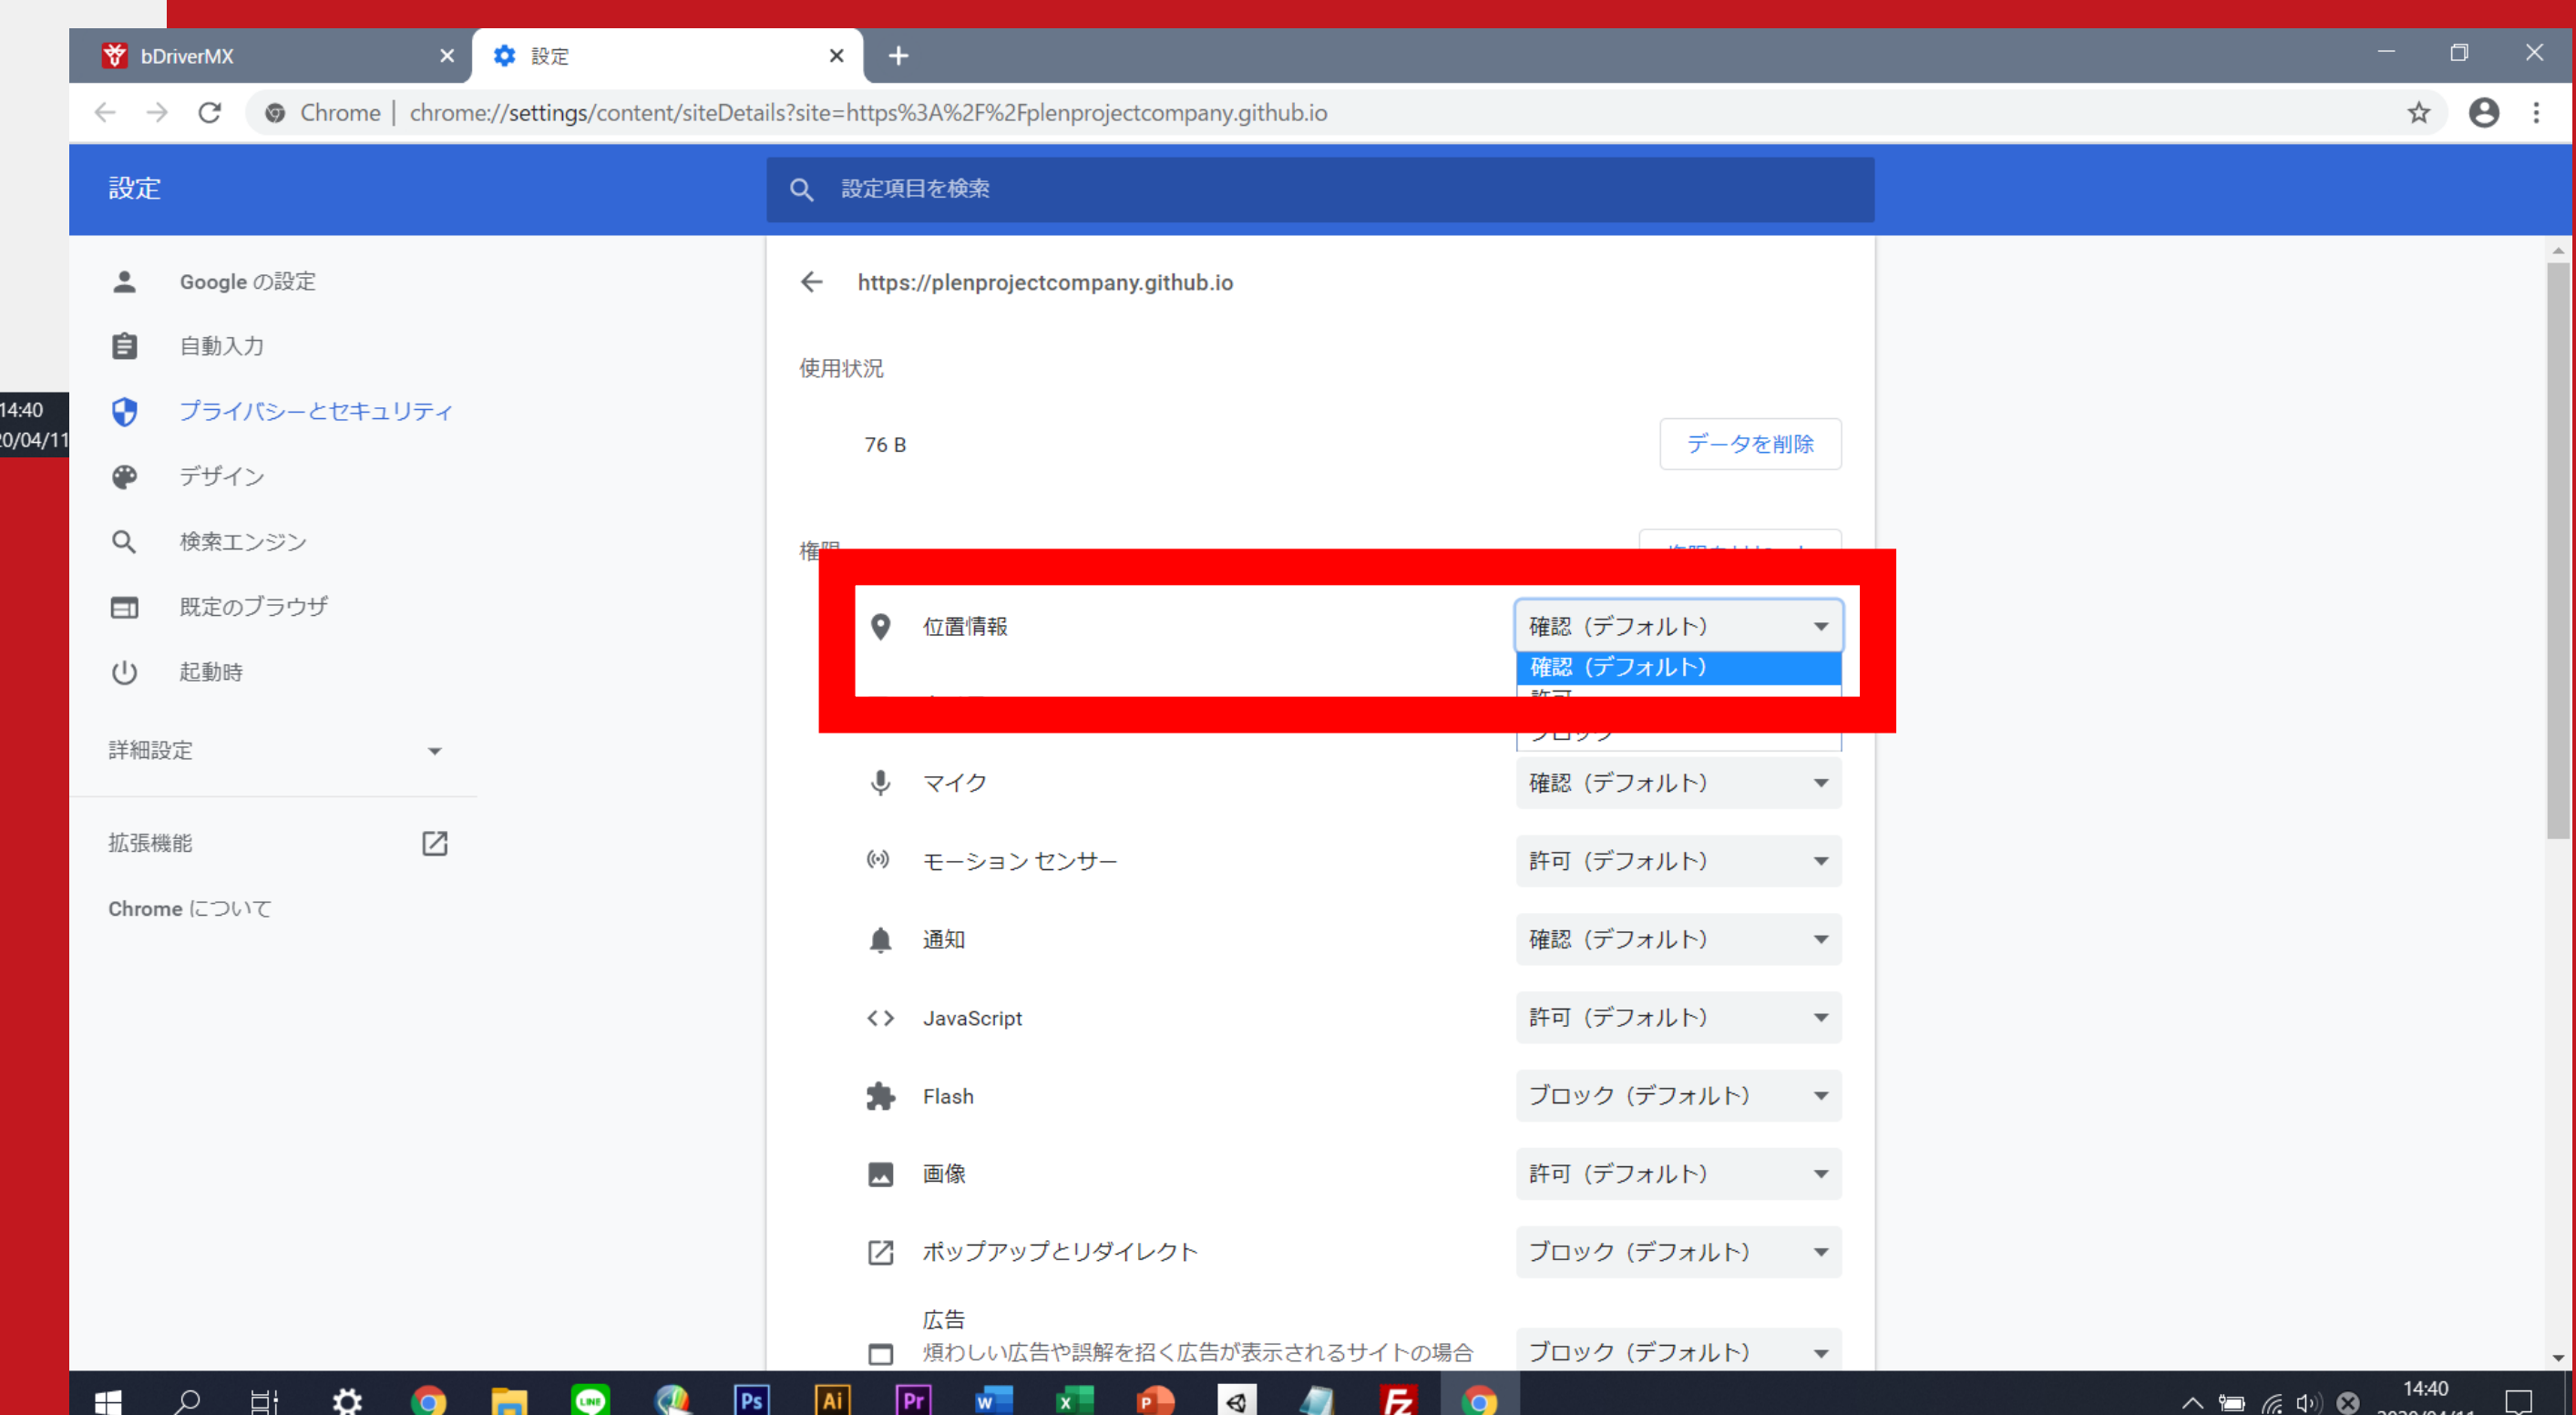 bDriverMX
設定
Chrome | chrome://settings/content/siteDetails?site=https%3A%2F%2Fplenprojectcompany.github.io
設定
設定項目を検索
Google の設定
自動入力
プライバシーとセキュリティ
デザイン
検索エンジン
既定のブラウザ
起動時
詳細設定
拡張機能
Chrome について
14:40
20/04/11
https://plenprojectcompany.github.io
使用状況
76 B
データを削除
位置情報
確認（デフォルト）
確認（デフォルト）
マイク
確認（デフォルト）
モーション センサー
許可（デフォルト）
通知
確認（デフォルト）
JavaScript
許可（デフォルト）
Flash
ブロック（デフォルト）
画像
許可（デフォルト）
ポップアップとリダイレクト
ブロック（デフォルト）
広告
煩わしい広告や誤解を招く広告が表示されるサイトの場合
ブロック（デフォルト）
LINE
Ps
Ai
Pr
W
X
P
Fz
14:40